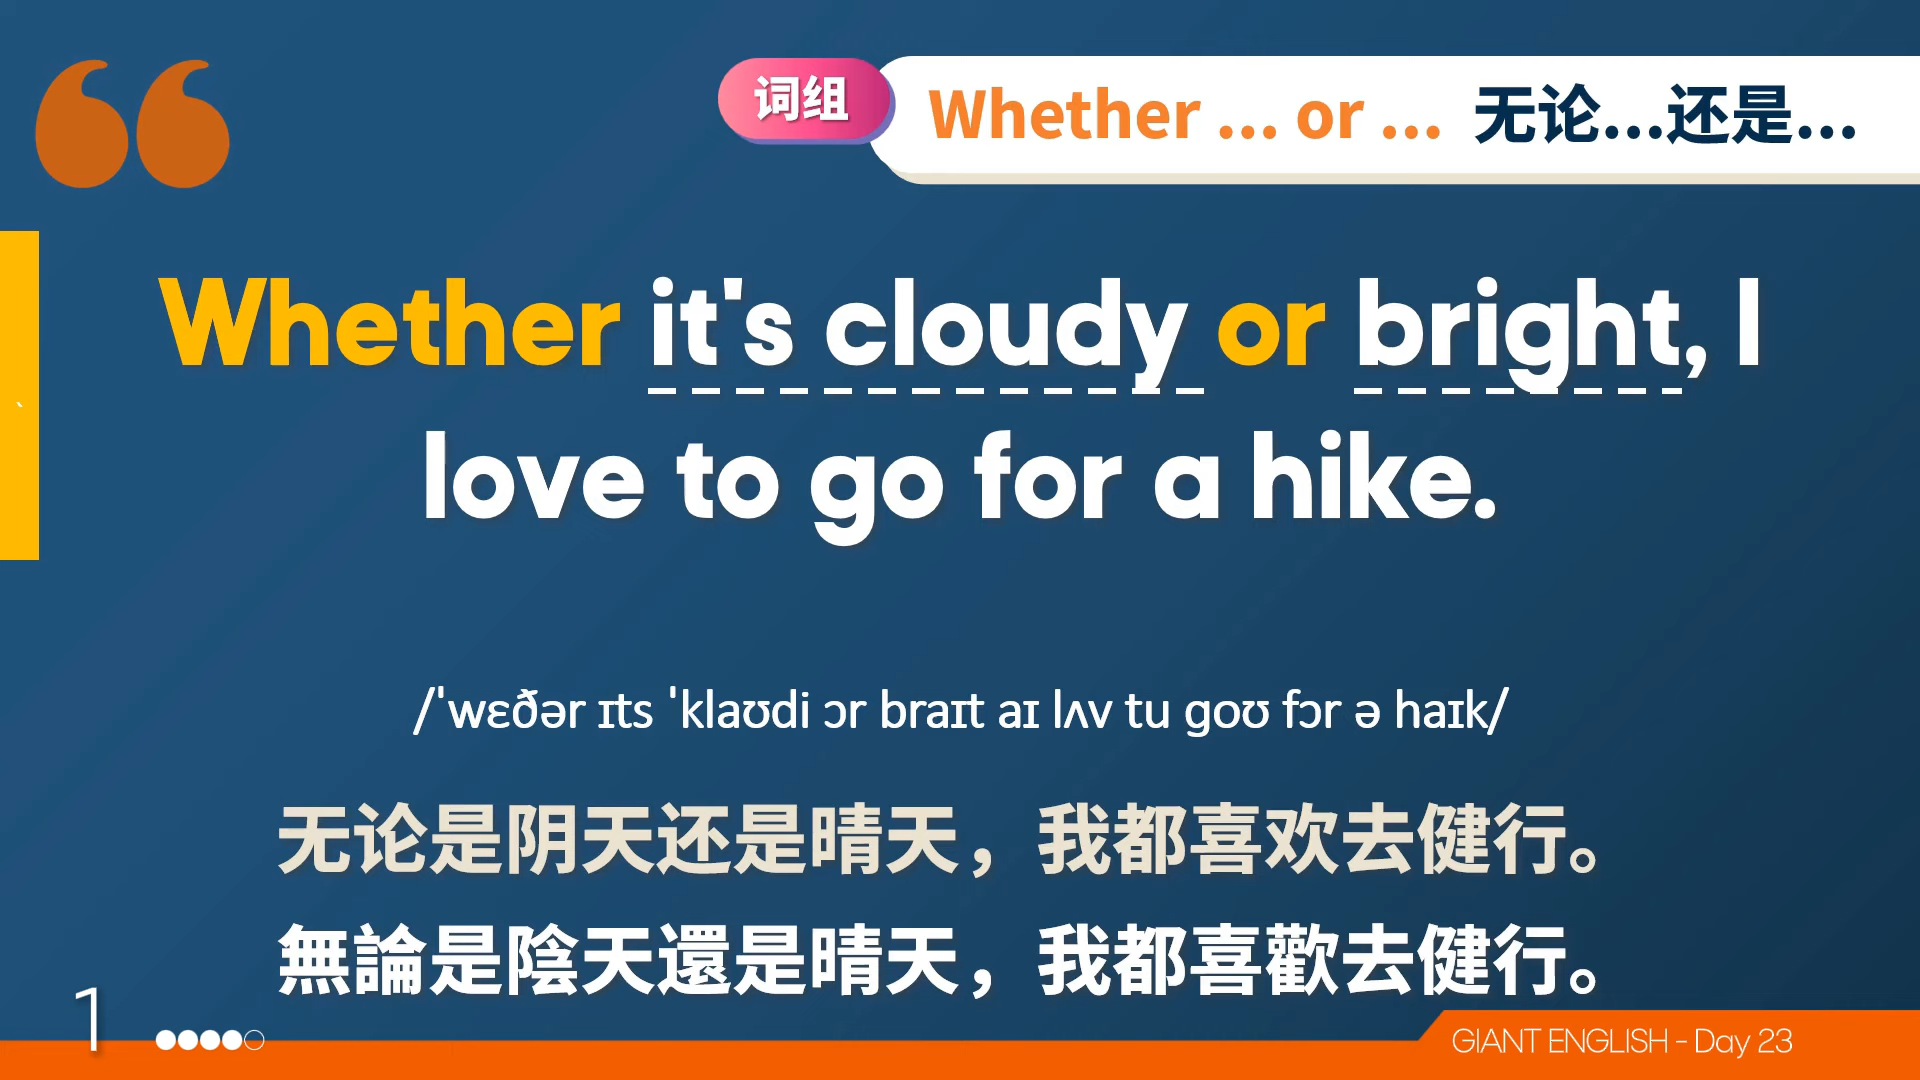 词组
Whether ... or ... 无论...还是...
Whether it's cloudy or bright, I
love to go for a hike.
/ˈwɛðər ɪts ˈklaʊdi ɔr braɪt aɪ lʌv tu goʊ fɔr ə haɪk/
无论是阴天还是晴天，我都喜欢去健行。
無論是陰天還是晴天，我都喜歡去健行。
1
GIANT ENGLISH - Day 23